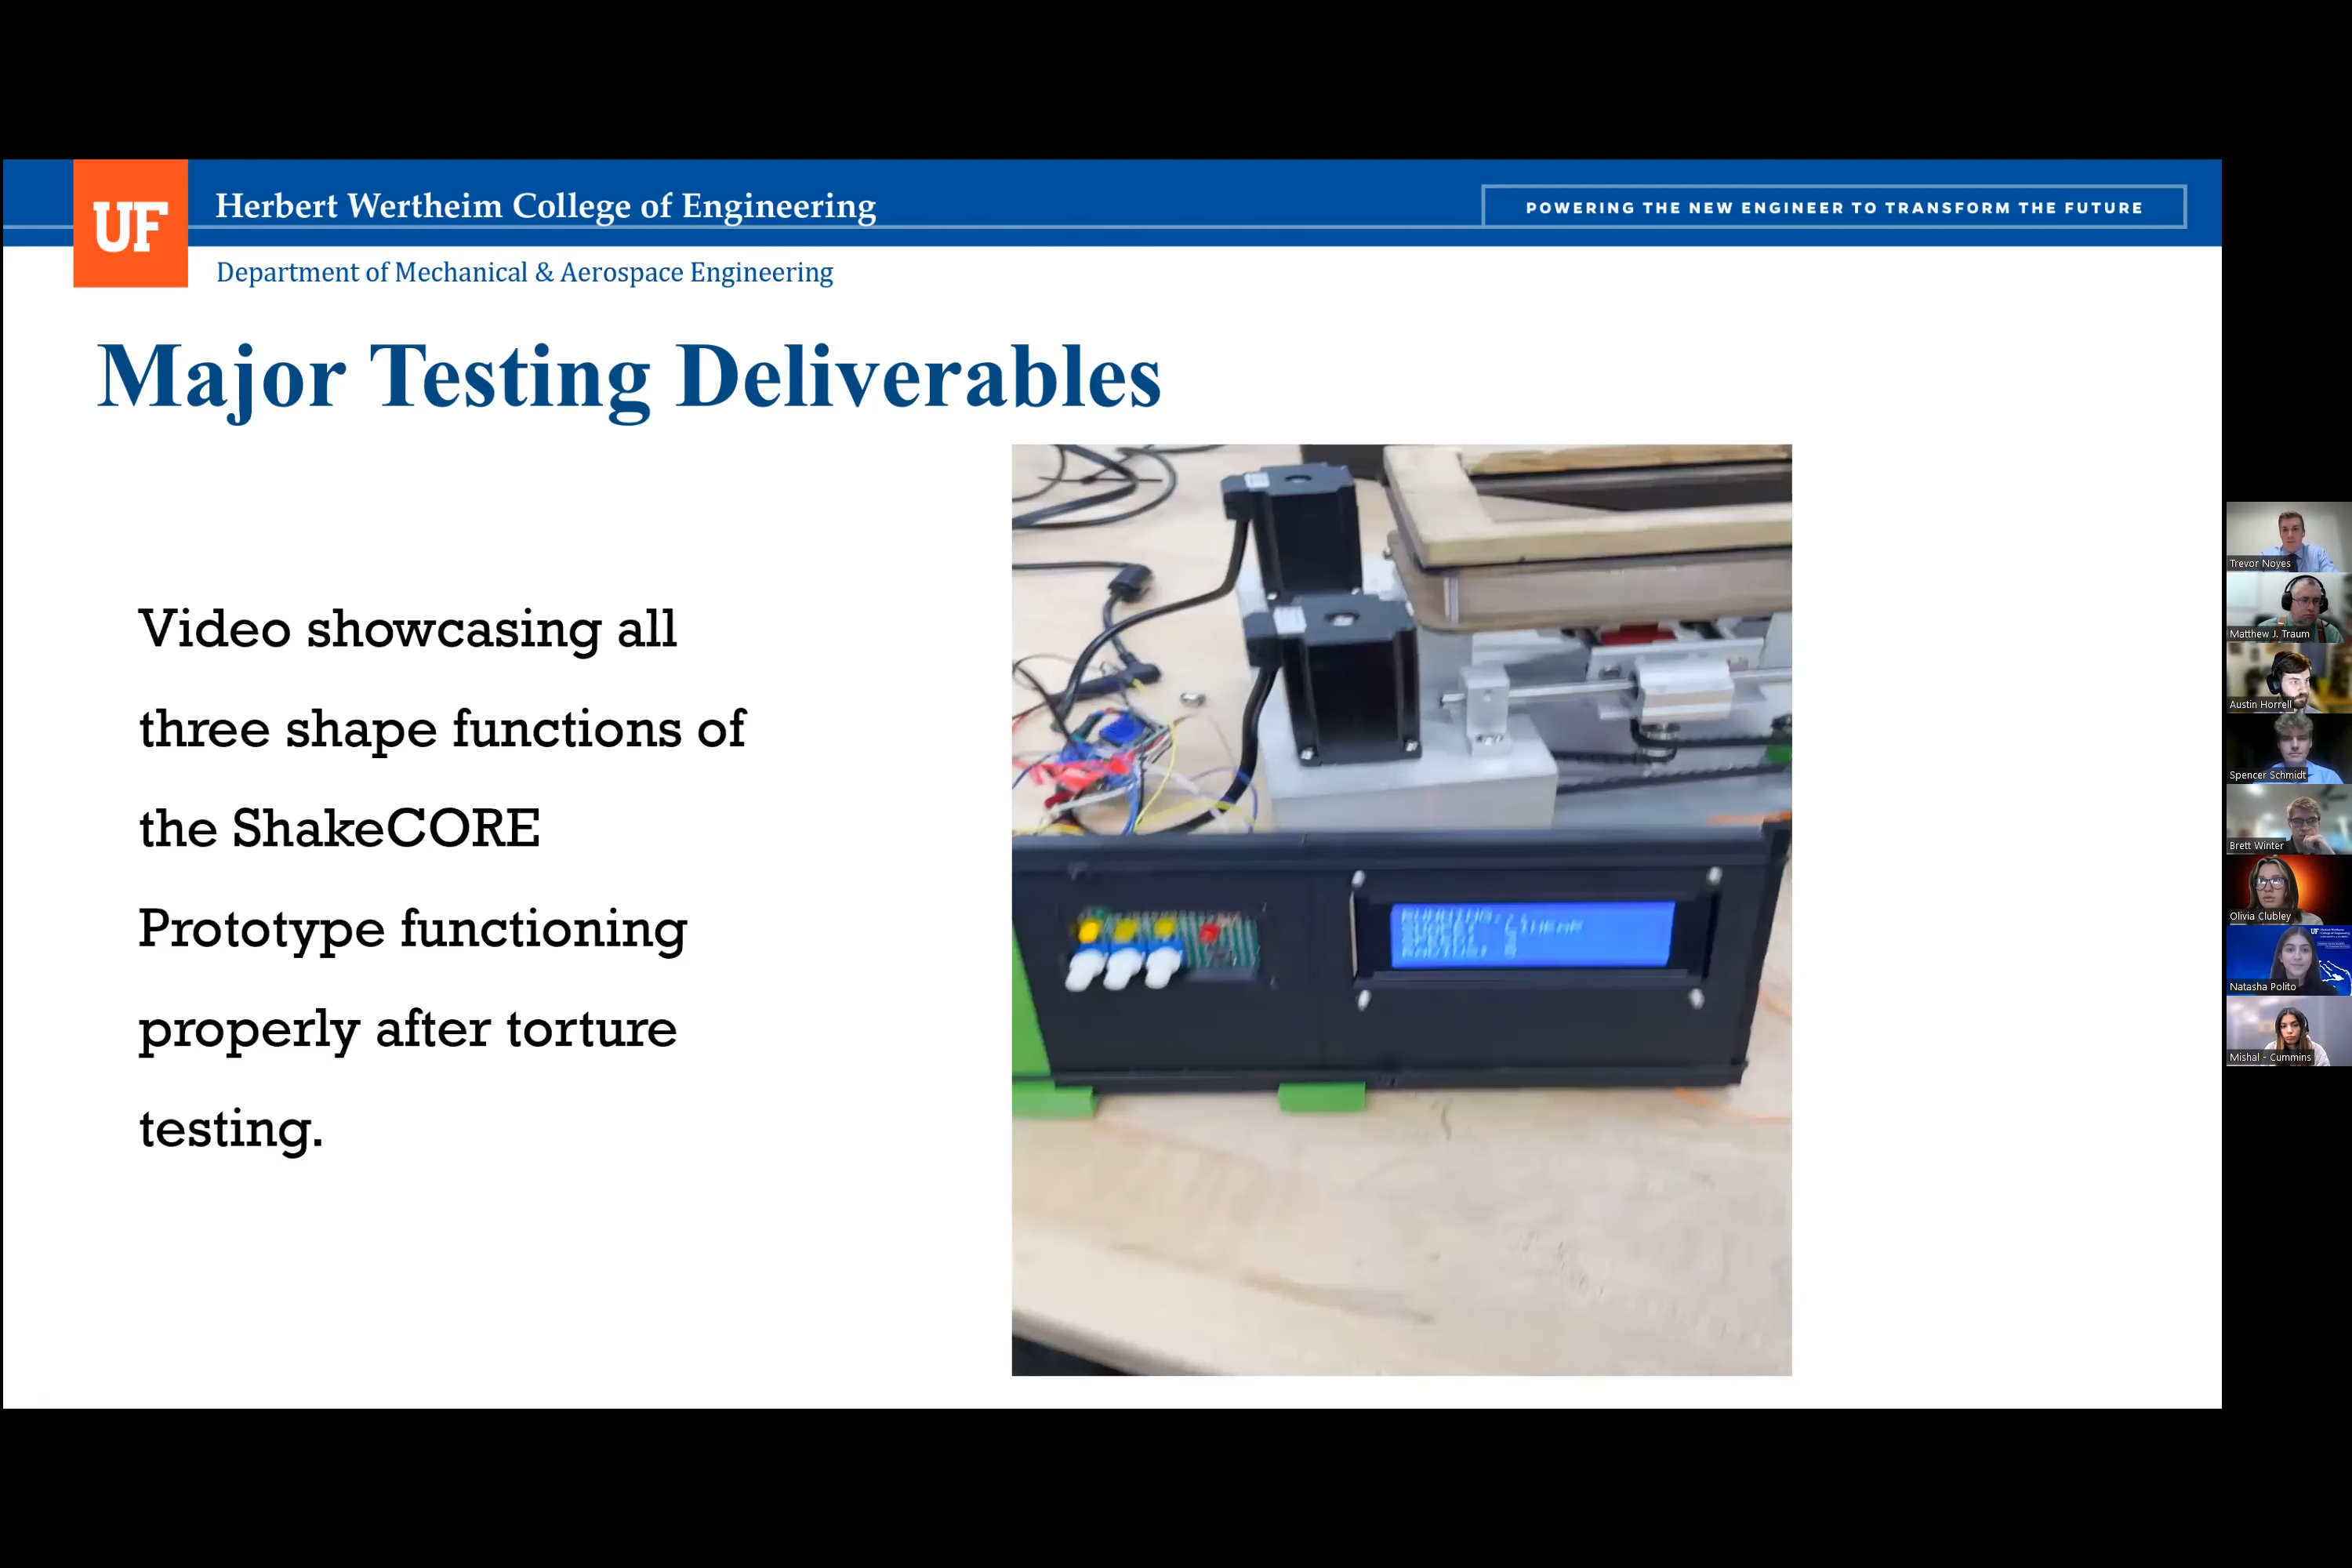 UF
Herbert Wertheim College of Engineering
POWERING THE NEW ENGINEER TO TRANSFORM THE FUTURE
Department of Mechanical & Aerospace Engineering
Major Testing Deliverables
Video showcasing all
three shape functions of
the ShakeCORE
Prototype functioning
properly after torture
testing.
RUNNING: LINEAR
Trevor Noyes
Matthew J. Traum
Austin Horrell
Spencer Schmidt
Brett Winter
Olivia Clubley
Natasha Polito
Mishal - Cummins